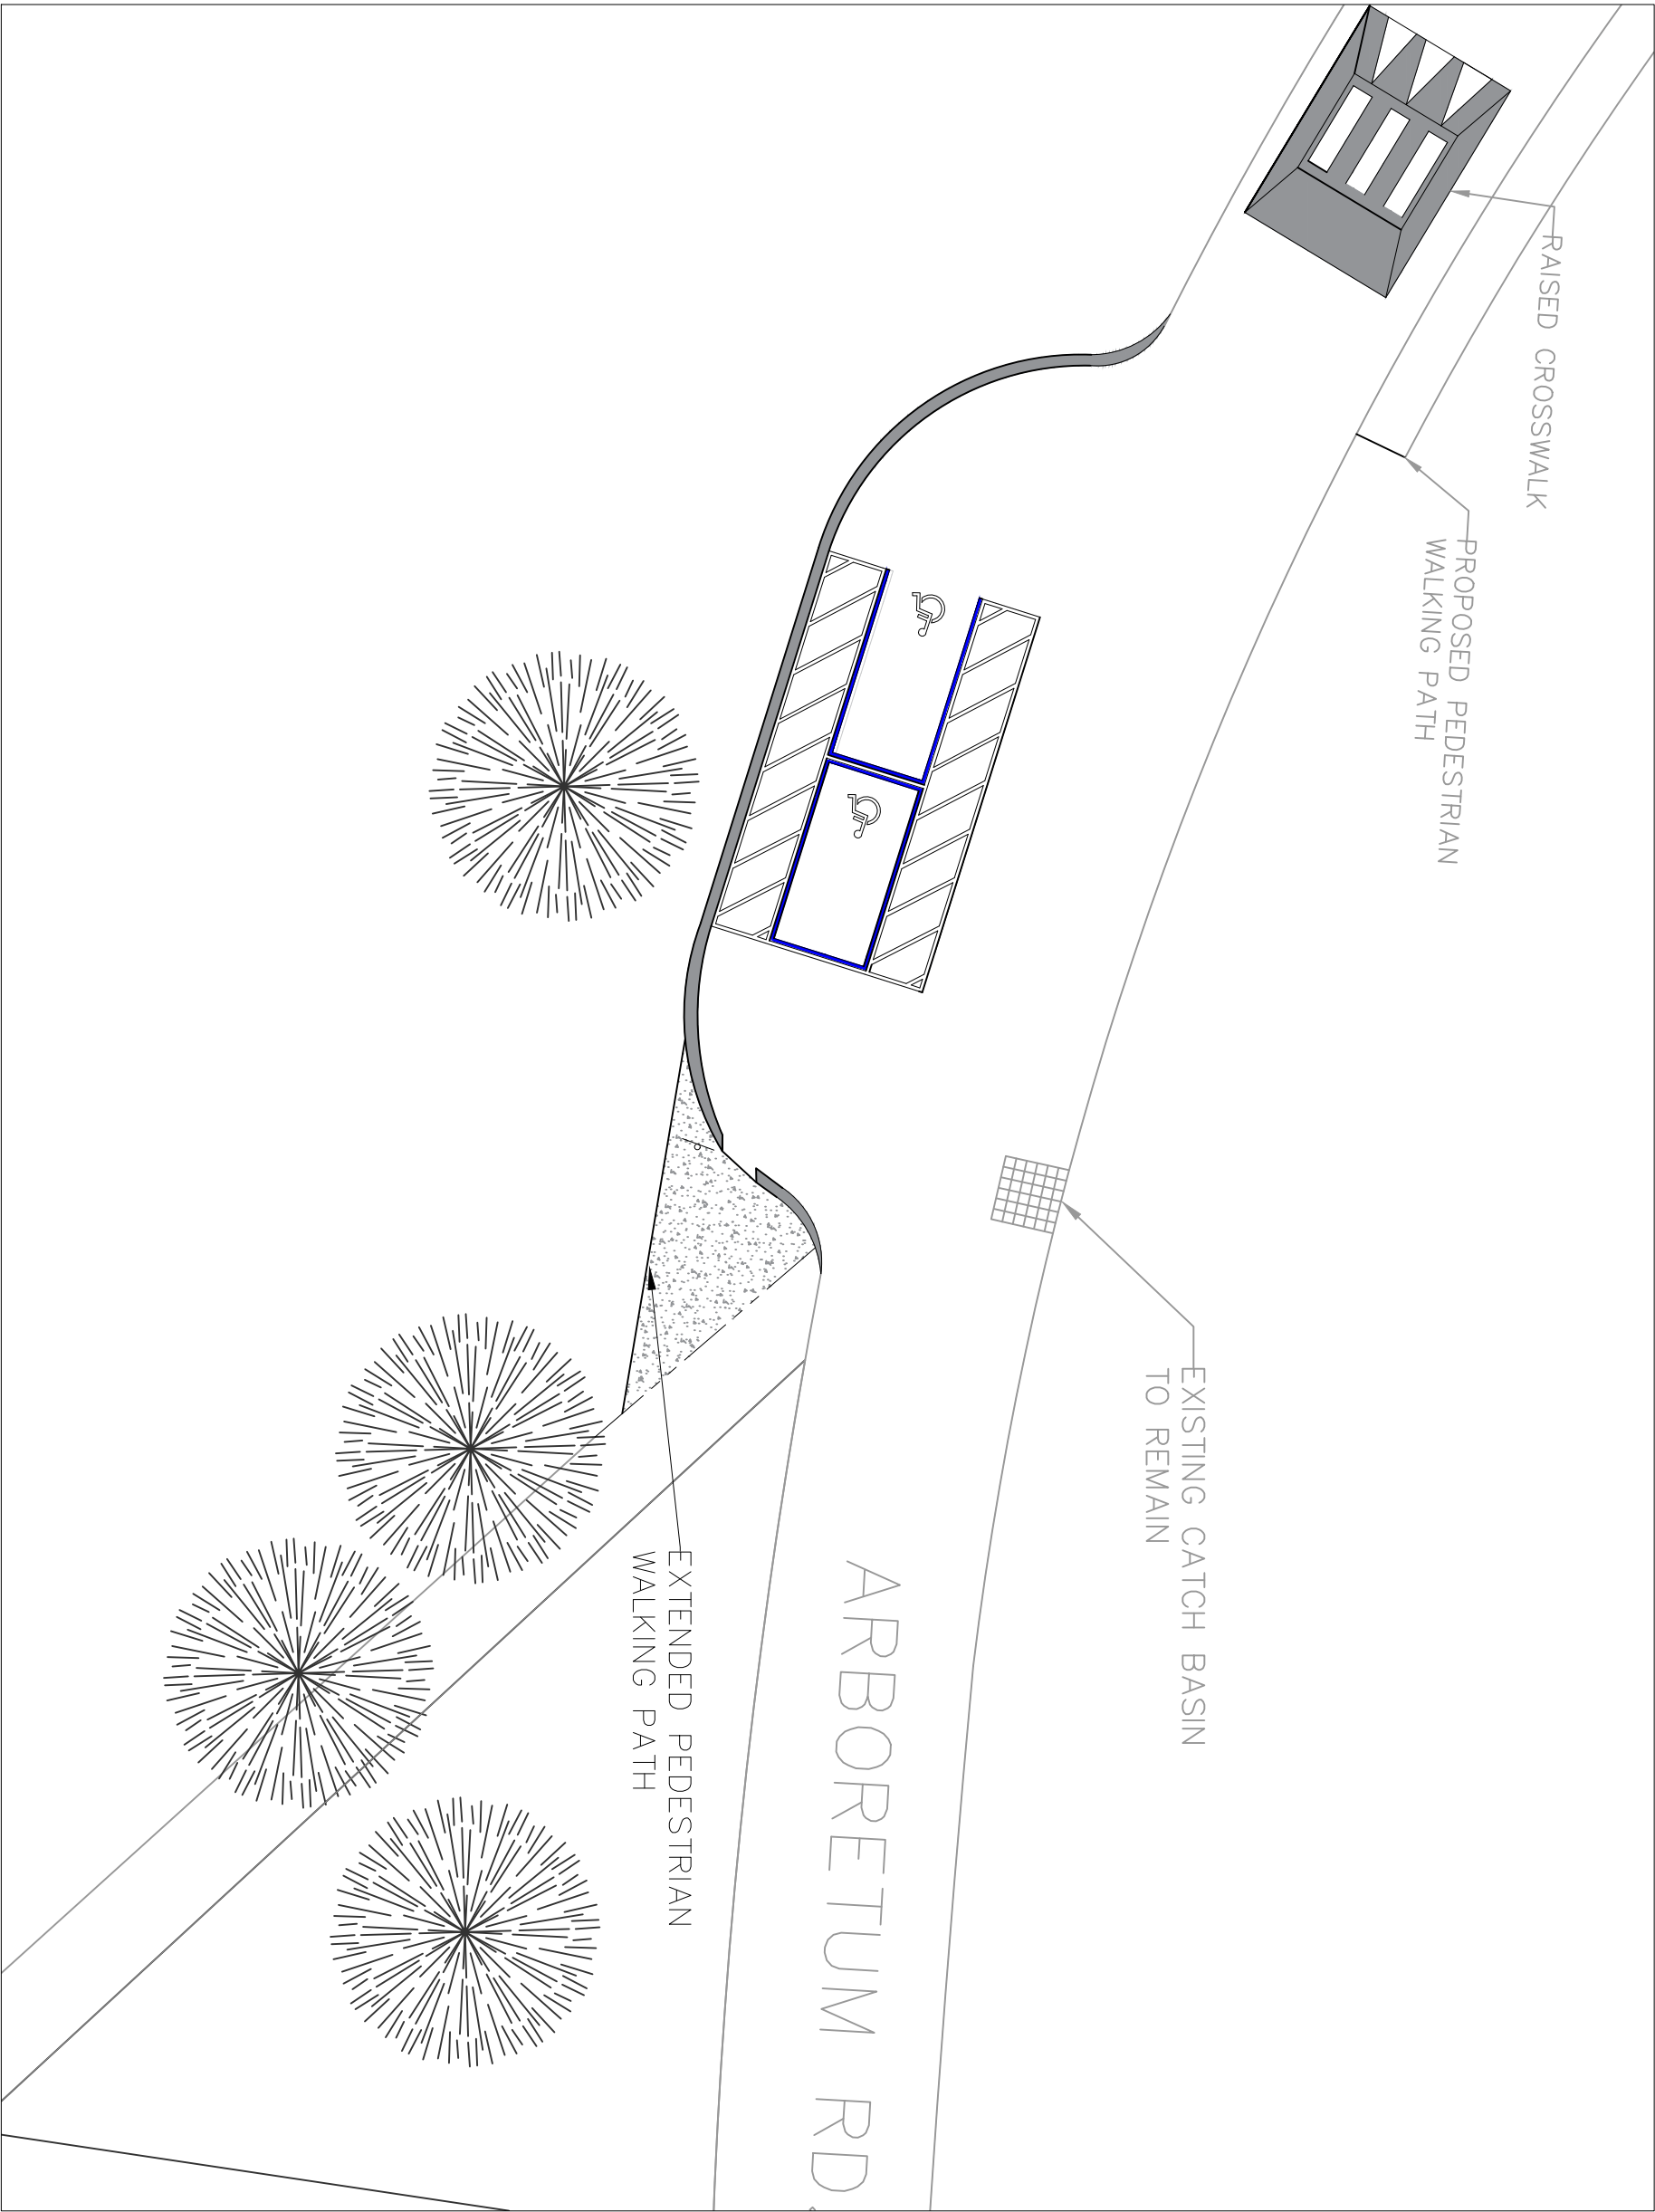 RAISED CROSSWALK
PROPOSED PEDESTRIAN
WALKING PATH
EXISTING CATCH BASIN
TO REMAIN
ARBORETUM RD
EXTENDED PEDESTRIAN
WALKING PATH